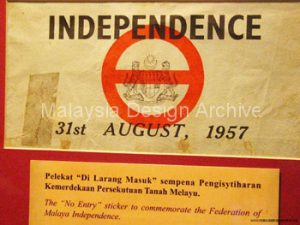 INDEPENDENCE
Malaysia Design Archive
31st AUGUST, 1957
Pelekat "Di Larang Masuk" sempena Pengisytiharan
Kemerdekaan Persekutuan Tanah Melayu.
The "No Entry" sticker to commemorate the Federation of
Malaya Independence.